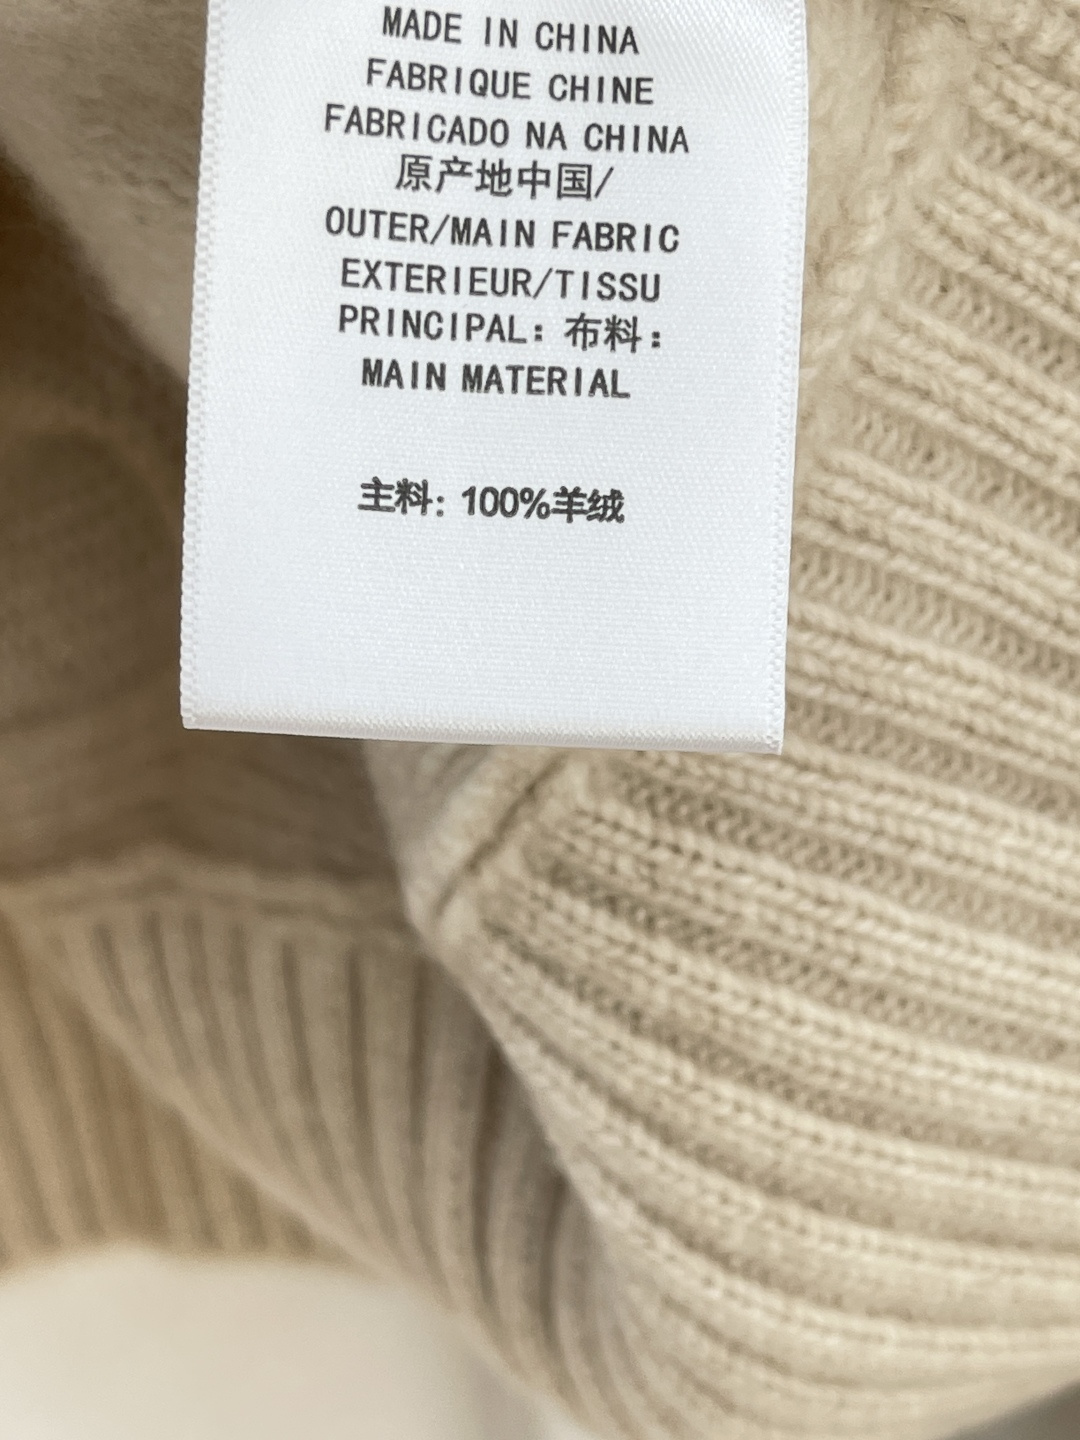 MADE IN CHINA
FABRIQUE CHINE
FABRICADO NA CHINA
原产地中国/
OUTER/MAIN FABRIC
EXTERIEUR/TISSU
PRINCIPAL：布料：
MAIN MATERIAL
主料: 100%羊绒